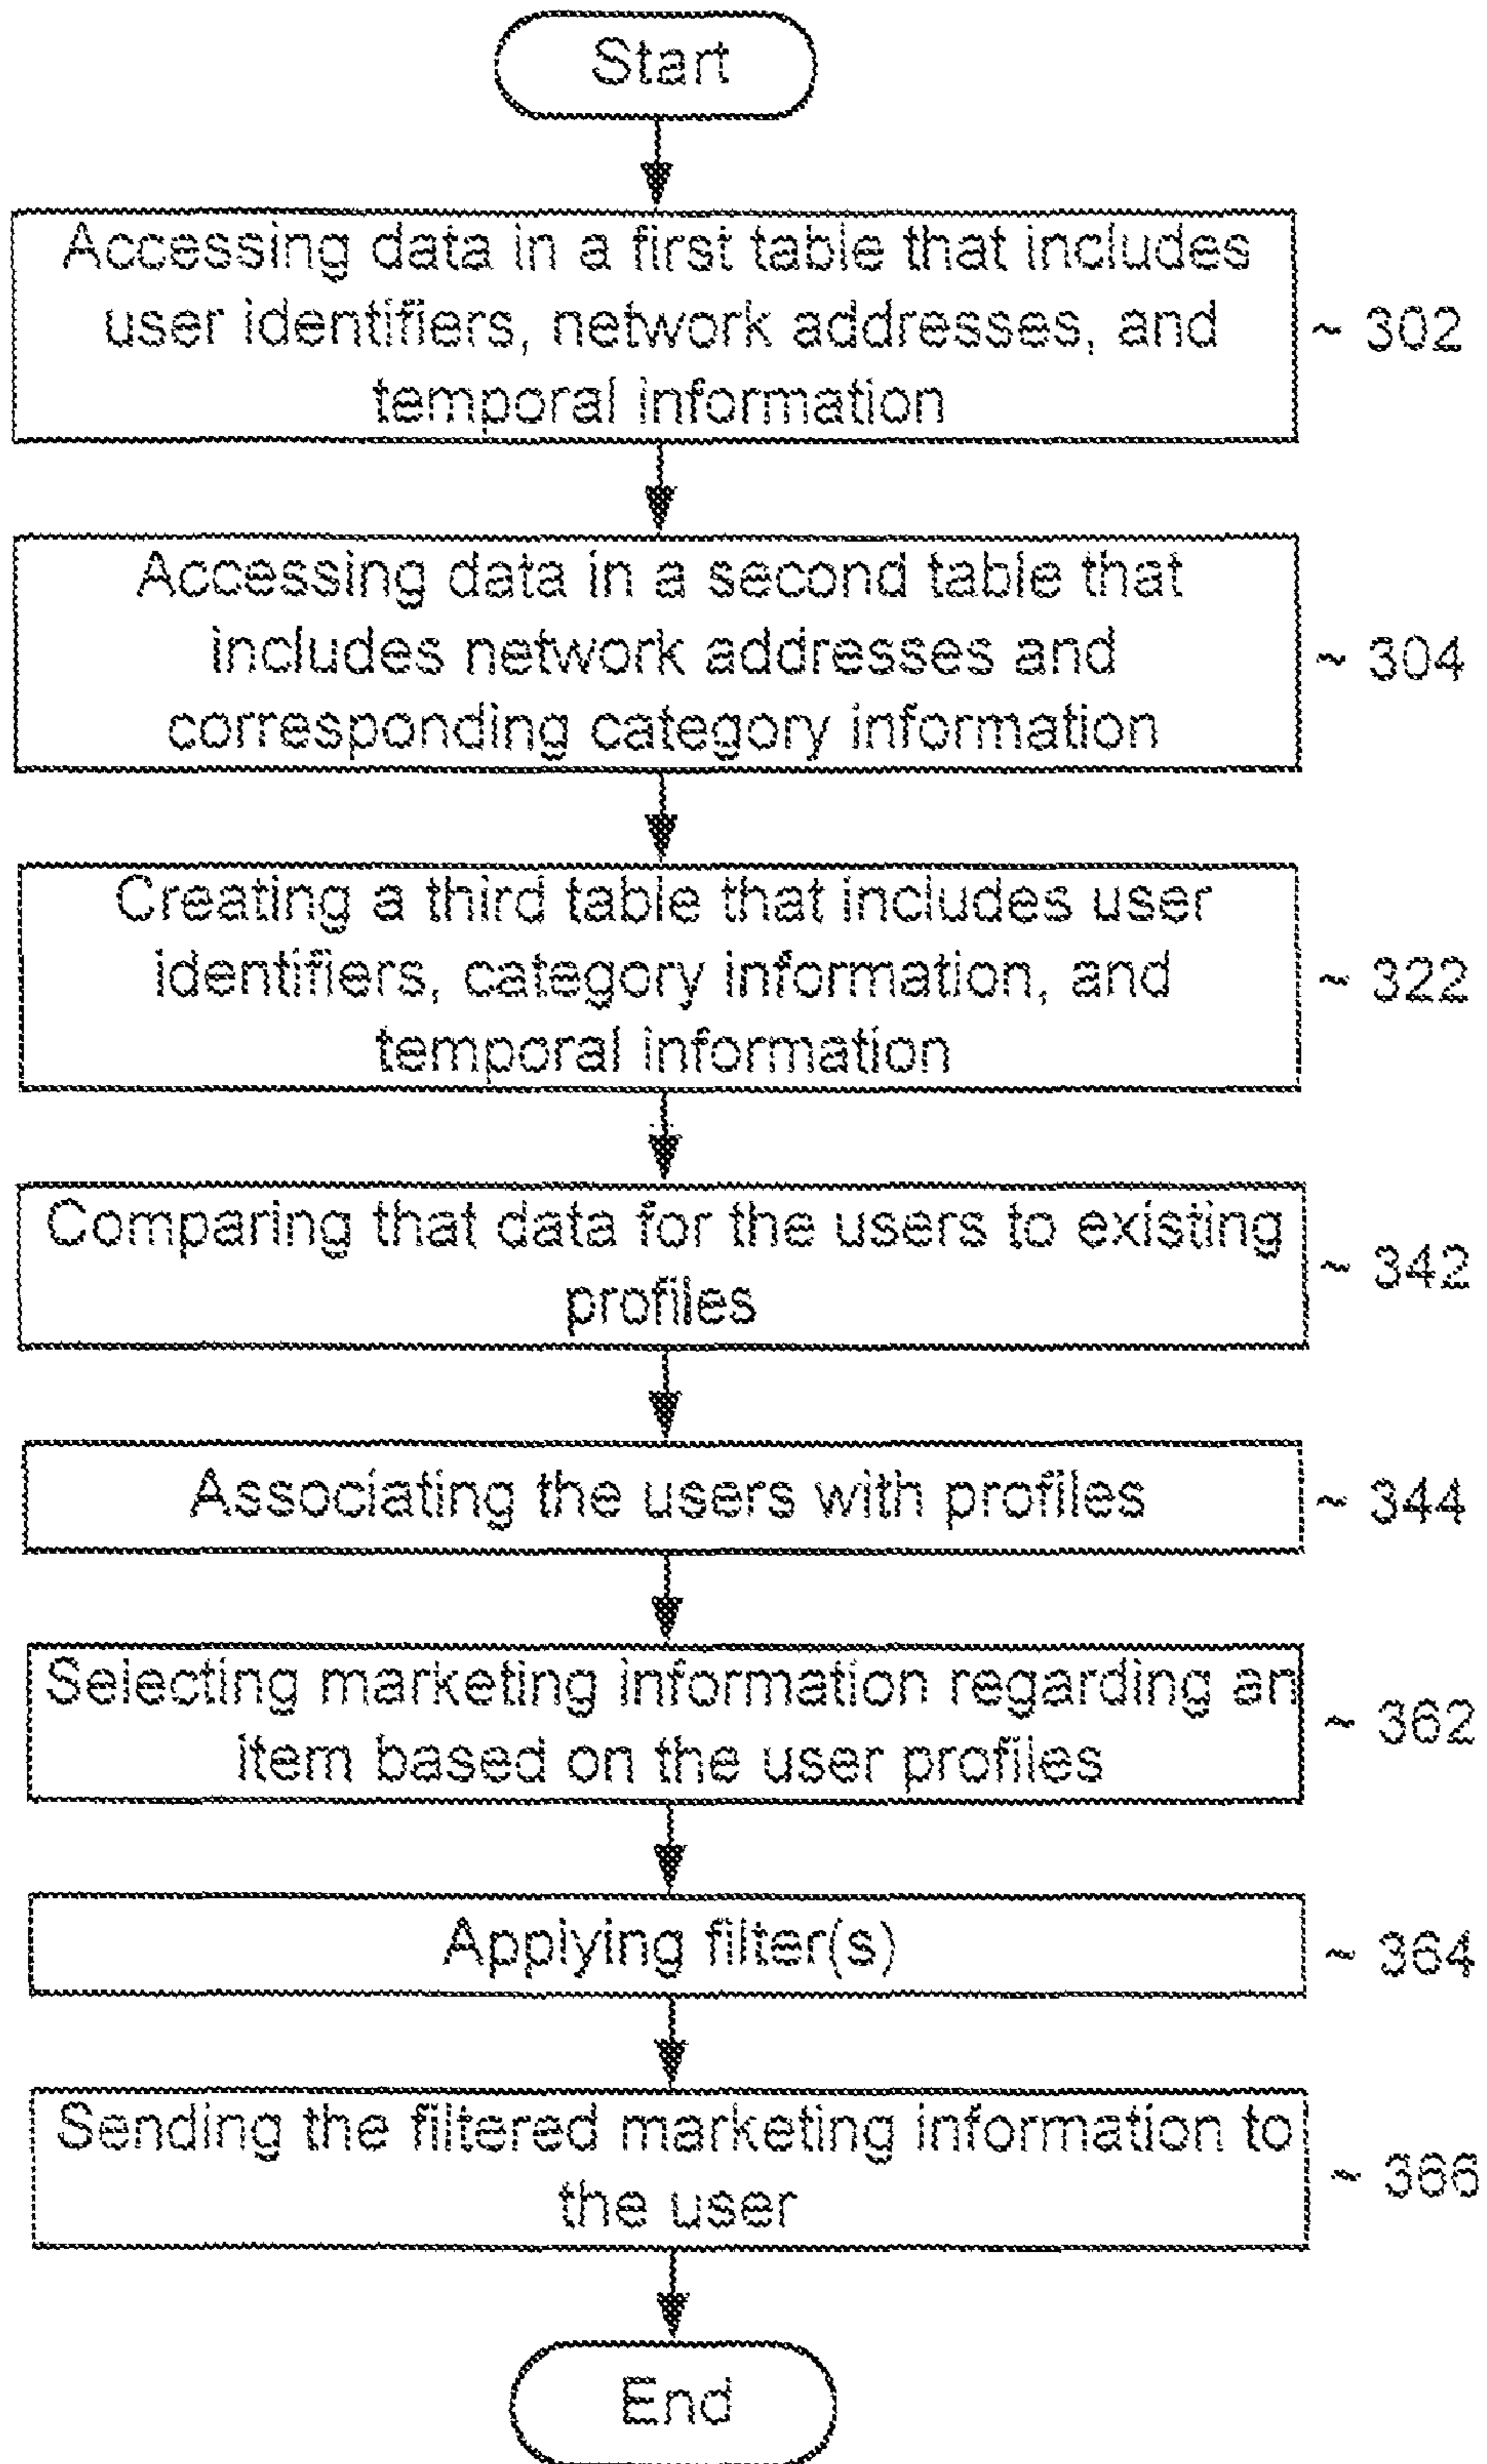 Start
Accessing data in a first table that includes
user identifiers, network addresses, and
temporal information
~ 302
Accessing data in a second table that
includes network addresses and
corresponding category information
~ 304
Creating a third table that includes user
identifiers, category information, and
temporal information
~ 322
Comparing that data for the users to existing
profiles
~ 342
Associating the users with profiles
~ 344
Selecting marketing information regarding an
item based on the user profiles
~ 362
Applying filter(s)
~ 364
Sending the filtered marketing information to
the user
~ 366
End